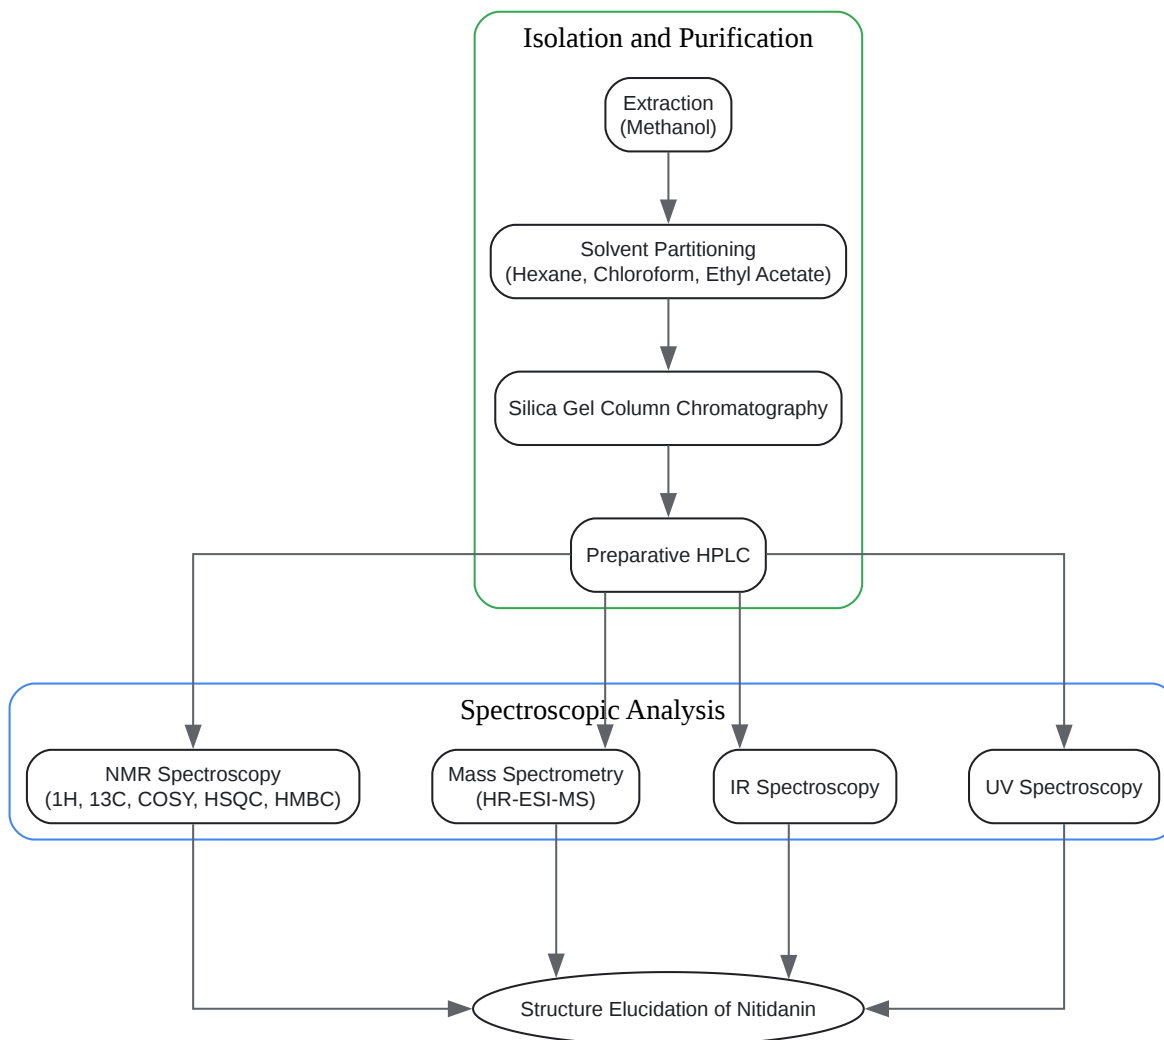 Isolation and Purification
Extraction
(Methanol)
Solvent Partitioning
(Hexane, Chloroform, Ethyl Acetate)
Silica Gel Column Chromatography
Preparative HPLC
Spectroscopic Analysis
NMR Spectroscopy
(1H, 13C, COSY, HSQC, HMBC)
Mass Spectrometry
(HR-ESI-MS)
IR Spectroscopy
UV Spectroscopy
Structure Elucidation of Nitidanin